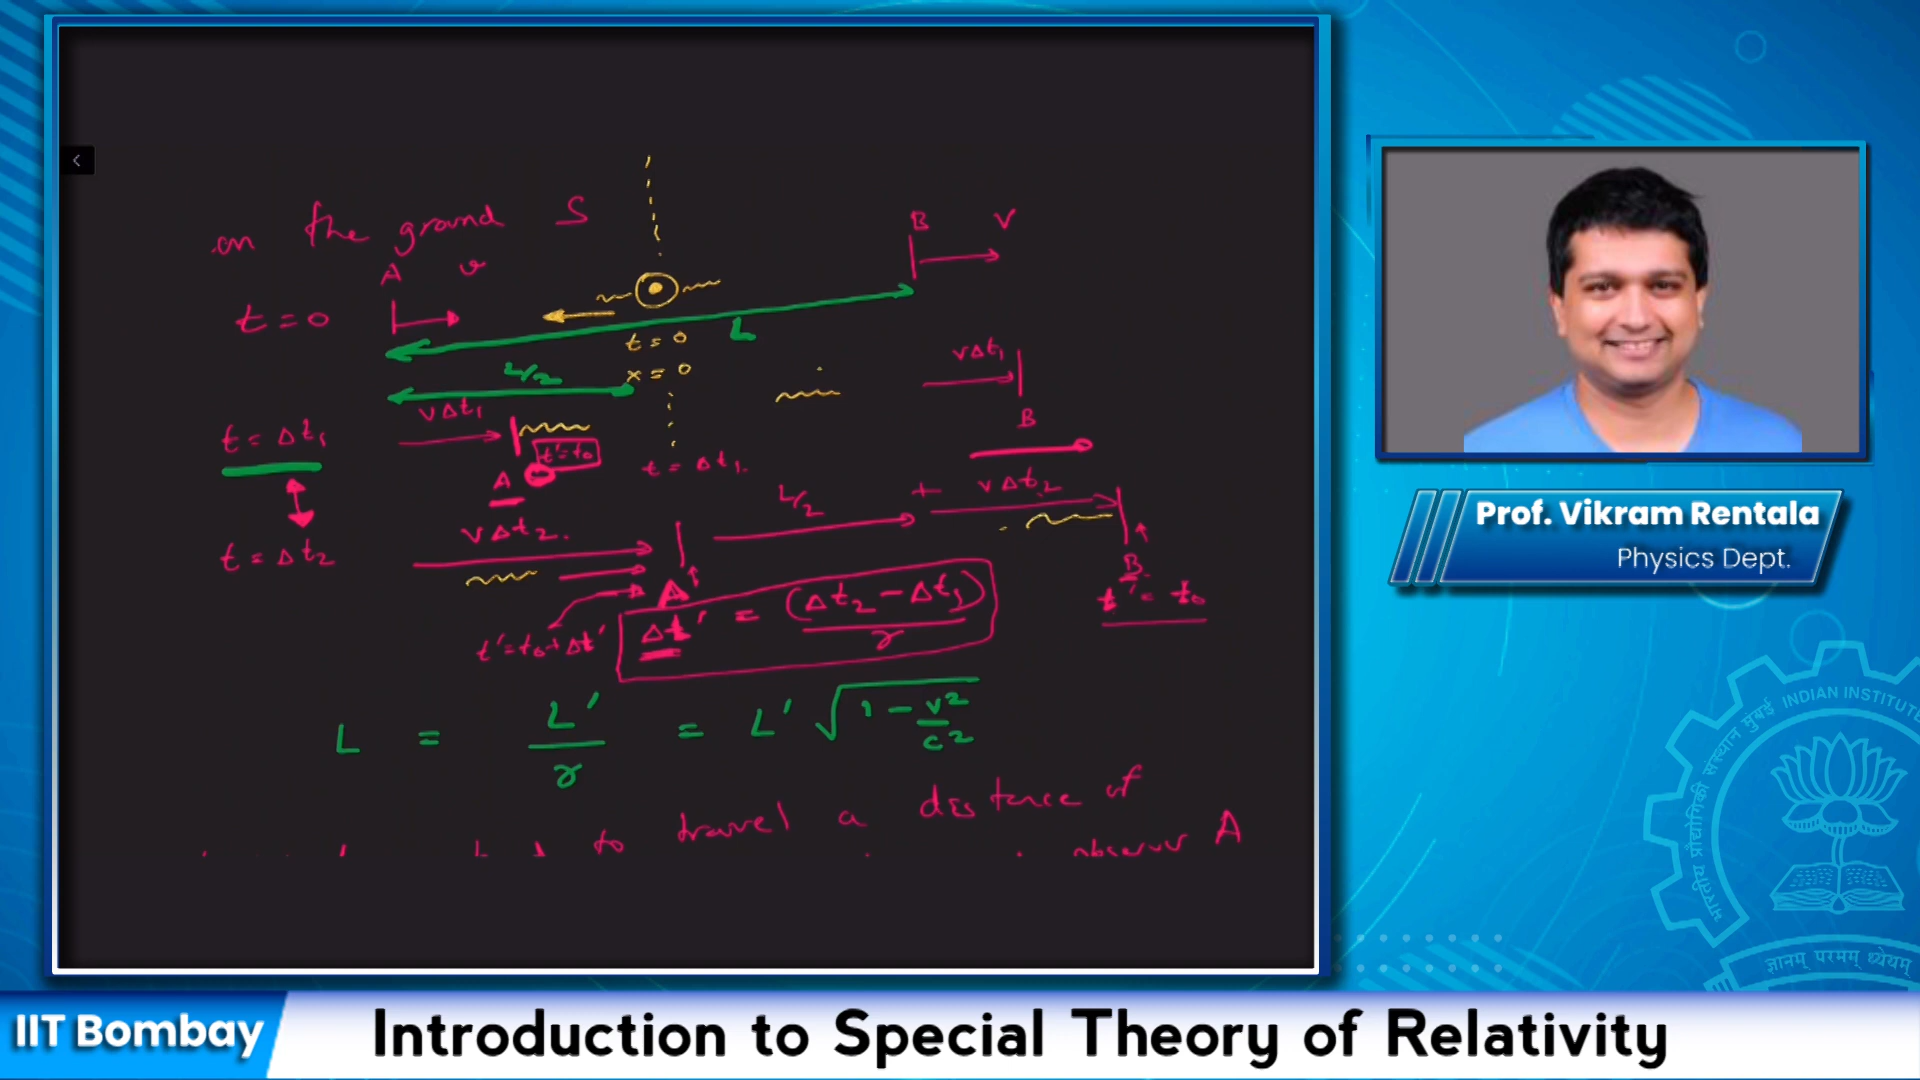 on the ground S
A v
B V
t = 0
L
t = 0
x = 0
L/2
vΔt₁
vΔt₁
t = Δt₁
t' = t₀
A
t = Δt₁.
B
vΔt₂.
L/2 + vΔt₂
t = Δt₂
A
B
t' = t₀
t' = t₀ + Δt'
Δt' = (Δt₂ - Δt₁) / γ
L = L' / γ = L' √(1 - v²/c²)
to travel a distance of
observer A
Prof. Vikram Rentala
Physics Dept.
INDIAN INSTITUTE
भारतीय प्रौद्योगिकी संस्थान मुंबई
ज्ञानम् परमम् ध्येयम्
IIT Bombay
Introduction to Special Theory of Relativity